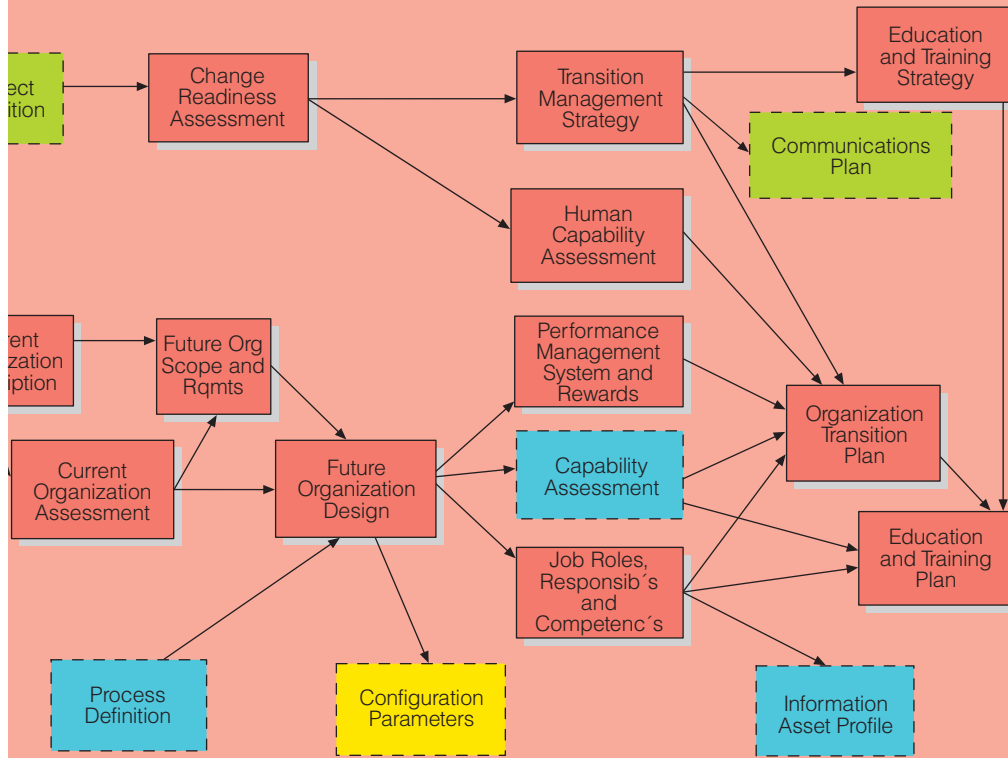 Education
and Training
Strategy
Change
Readiness
Assessment
Transition
Management
Strategy
Communications
Plan
Human
Capability
Assessment
Future Org
Scope and
Rqmts
Performance
Management
System and
Rewards
Organization
Transition
Plan
Current
Organization
Assessment
Future
Organization
Design
Capability
Assessment
Education
and Training
Plan
Job Roles,
Responsib´s
and
Competenc´s
Process
Definition
Configuration
Parameters
Information
Asset Profile